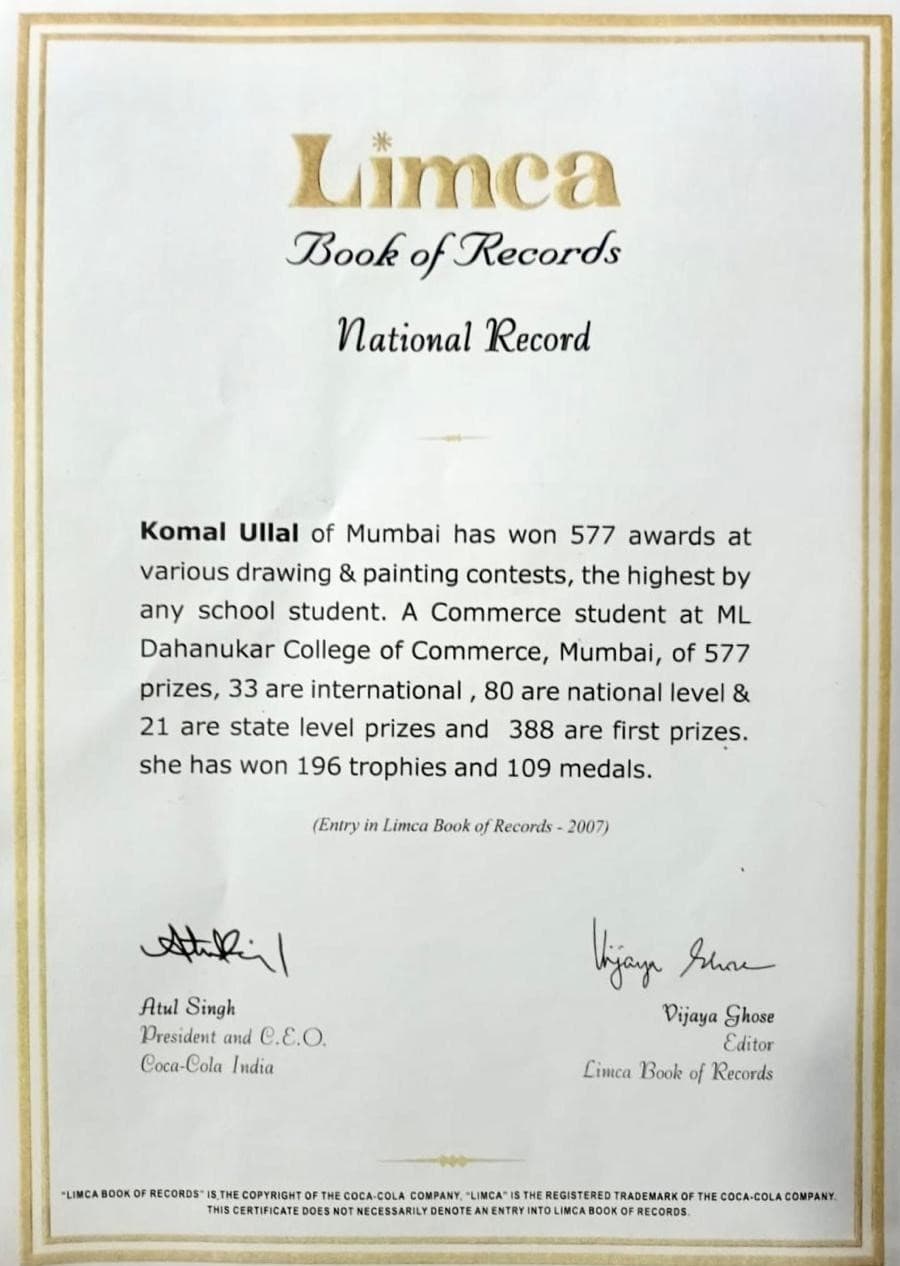 Limca
Book of Records
National Record
Komal Ullal of Mumbai has won 577 awards at
various drawing & painting contests, the highest by
any school student. A Commerce student at ML
Dahanukar College of Commerce, Mumbai, of 577
prizes, 33 are international , 80 are national level &
21 are state level prizes and 388 are first prizes.
she has won 196 trophies and 109 medals.
(Entry in Limca Book of Records - 2007)
Vijaya Ghose
Atul Singh
President and C.E.O.
Coca-Cola India
Vijaya Ghose
Editor
Limca Book of Records
"LIMCA BOOK OF RECORDS" IS THE COPYRIGHT OF THE COCA-COLA COMPANY. "LIMCA" IS THE REGISTERED TRADEMARK OF THE COCA-COLA COMPANY.
THIS CERTIFICATE DOES NOT NECESSARILY DENOTE AN ENTRY INTO LIMCA BOOK OF RECORDS.